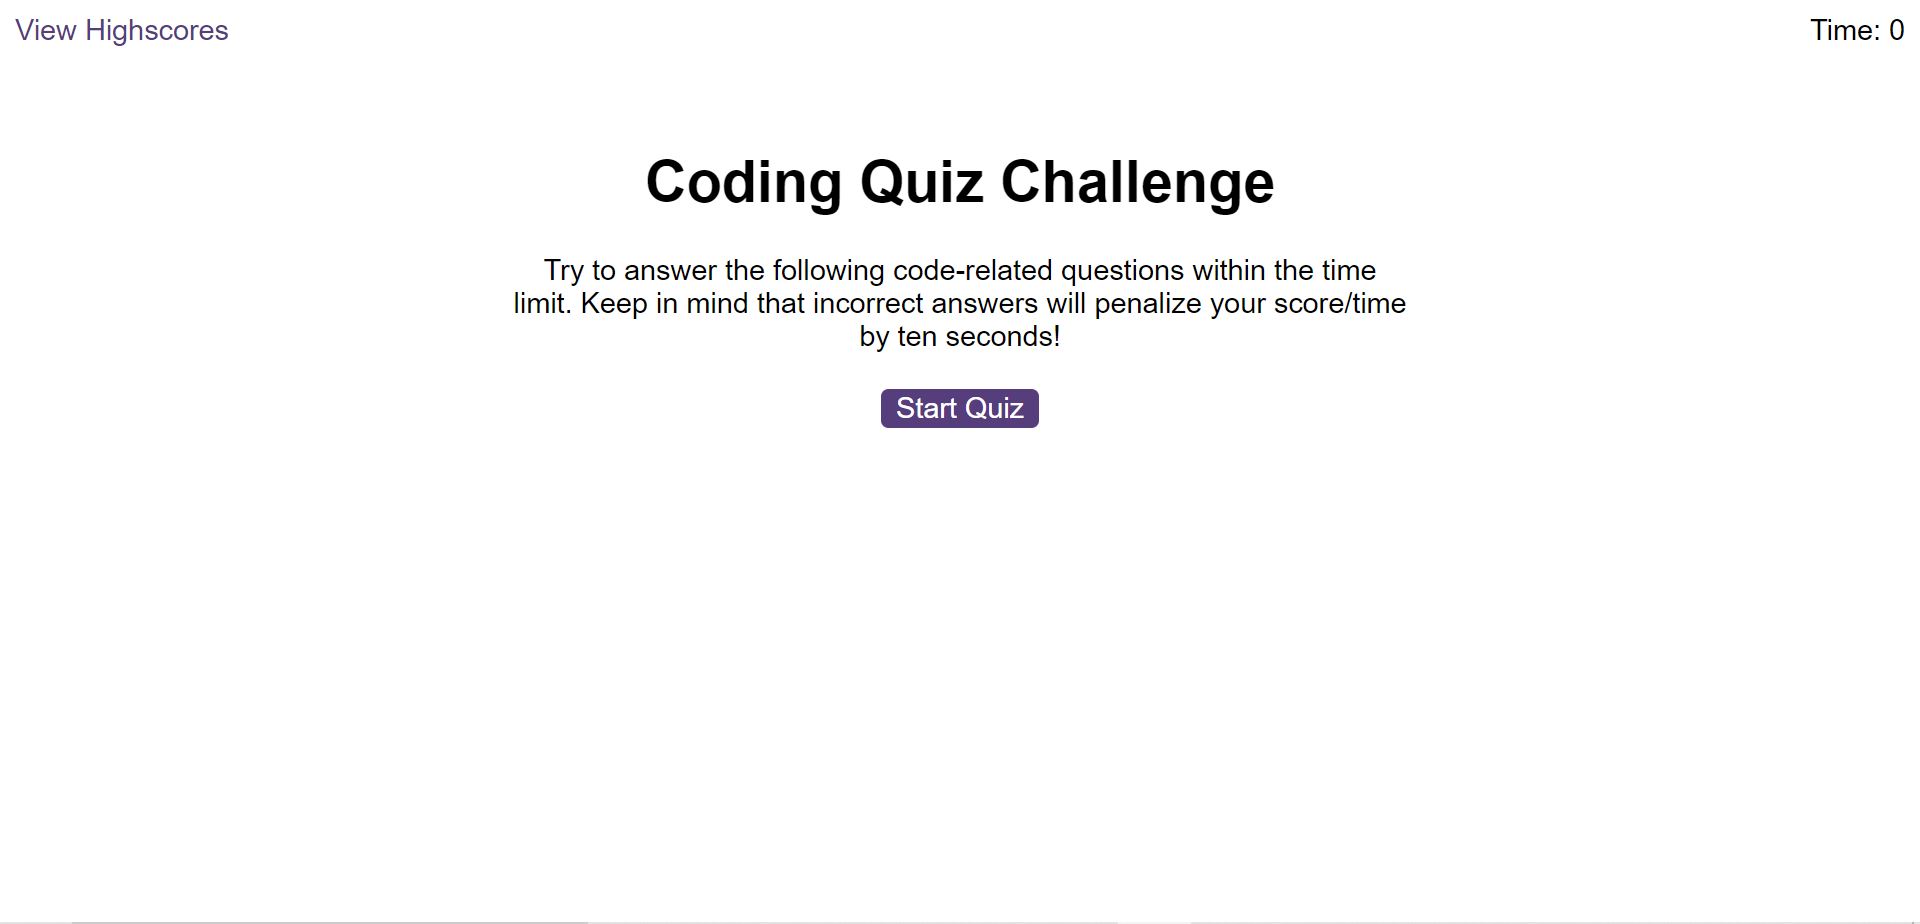 View Highscores
Time: 0
Coding Quiz Challenge
Try to answer the following code-related questions within the time
limit. Keep in mind that incorrect answers will penalize your score/time
by ten seconds!
Start Quiz